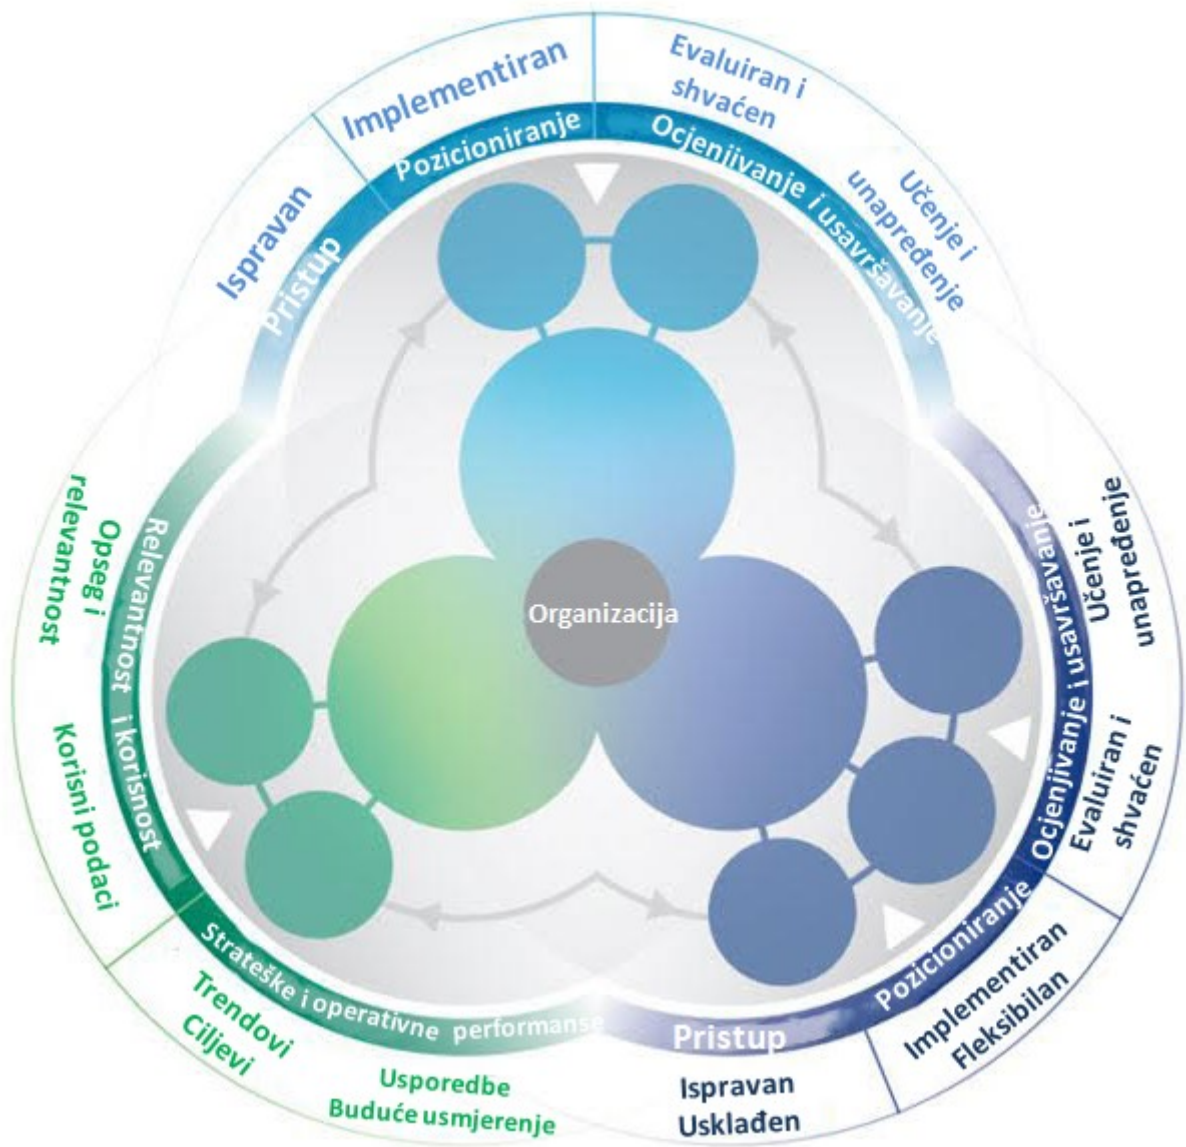 Implementiran
Evaluiran i
shvaćen
Pozicioniranje
Ocjenjivanje i usavršavanje
Učenje i
unapređenje
Ispravan
Pristup
Opseg i
relevantnost
Relevantnost i korisnost
Korisni podaci
Organizacija
Ocjenjivanje i usavršavanje
Učenje i
unapređenje
Evaluiran i
shvaćen
Pozicioniranje
Implementiran
Fleksibilan
Strateške i operativne performanse
Trendovi
Ciljevi
Usporedbe
Buduće usmjerenje
Pristup
Ispravan
Usklađen